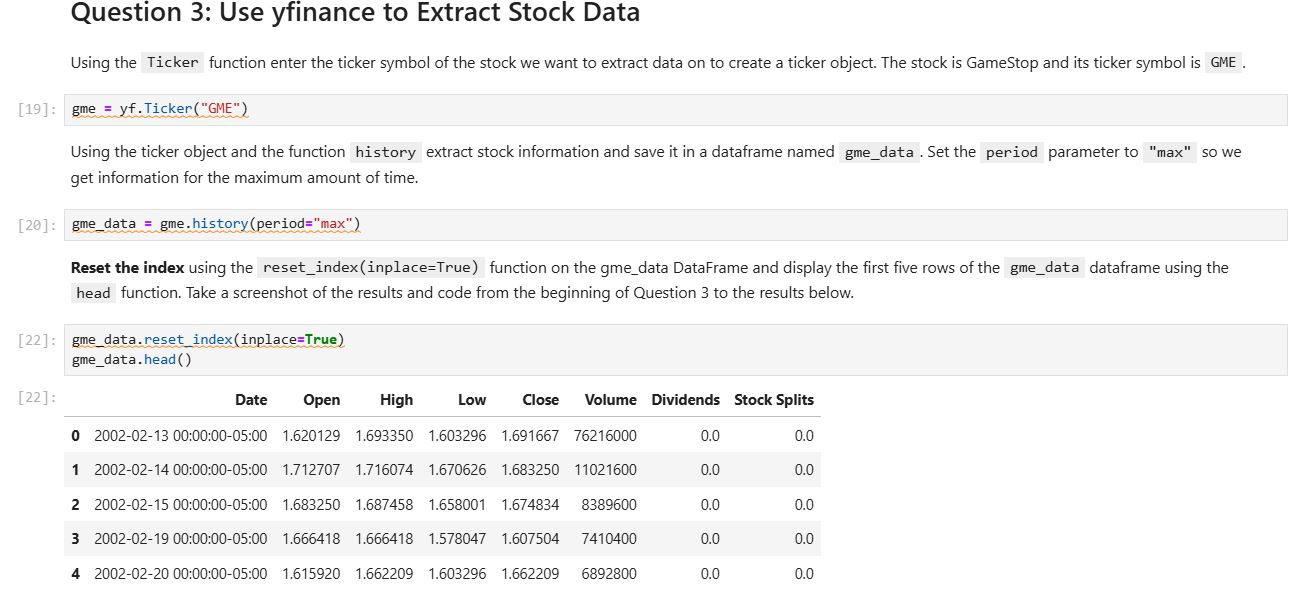 Question 3: Use yfinance to Extract Stock Data
Using the Ticker function enter the ticker symbol of the stock we want to extract data on to create a ticker object. The stock is GameStop and its ticker symbol is GME .
[19]: gme = yf.Ticker("GME")
Using the ticker object and the function history extract stock information and save it in a dataframe named gme_data . Set the period parameter to "max" so we
get information for the maximum amount of time.
[20]: gme_data = gme.history(period="max")
Reset the index using the reset_index(inplace=True) function on the gme_data DataFrame and display the first five rows of the gme_data dataframe using the
head function. Take a screenshot of the results and code from the beginning of Question 3 to the results below.
[22]: gme_data.reset_index(inplace=True)
gme_data.head()
[22]: Date Open High Low Close Volume Dividends Stock Splits
0 2002-02-13 00:00:00-05:00 1.620129 1.693350 1.603296 1.691667 76216000 0.0 0.0
1 2002-02-14 00:00:00-05:00 1.712707 1.716074 1.670626 1.683250 11021600 0.0 0.0
2 2002-02-15 00:00:00-05:00 1.683250 1.687458 1.658001 1.674834 8389600 0.0 0.0
3 2002-02-19 00:00:00-05:00 1.666418 1.666418 1.578047 1.607504 7410400 0.0 0.0
4 2002-02-20 00:00:00-05:00 1.615920 1.662209 1.603296 1.662209 6892800 0.0 0.0